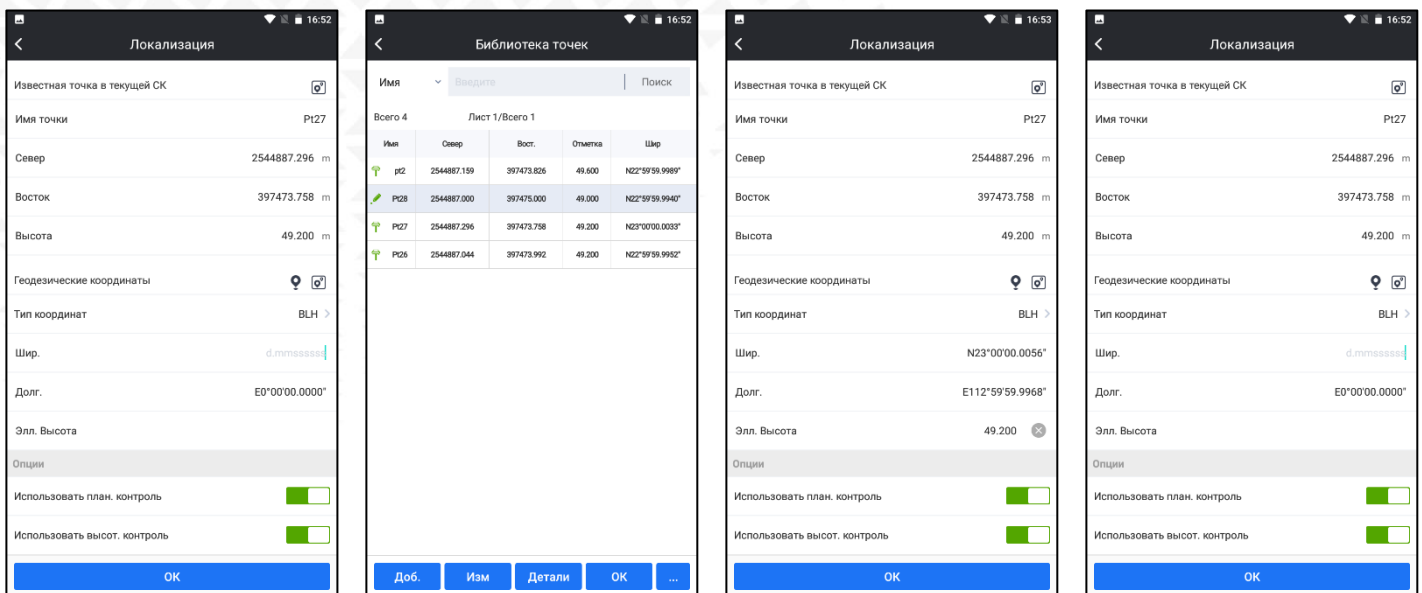 16:52
Локализация
Известная точка в текущей СК
Имя точки Pt27
Север 2544887.296 m
Восток 397473.758 m
Высота 49.200 m
Геодезические координаты
Тип координат BLH
Шир. d.mmssssss
Долг. E0°00'00.0000"
Элл. Высота
Опции
Использовать план. контроль
Использовать высот. контроль
OK
16:52
Библиотека точек
Имя Введите Поиск
Всего 4 Лист 1/Всего 1
Имя Север Вост. Отметка Шир
pt2 2544887.159 397473.826 49.600 N22°59'59.9989"
Pt28 2544887.000 397475.000 49.000 N22°59'59.9940"
Pt27 2544887.296 397473.758 49.200 N23°00'00.0033"
Pt26 2544887.044 397473.992 49.200 N22°59'59.9952"
Доб. Изм Детали OK ...
16:53
Локализация
Известная точка в текущей СК
Имя точки Pt27
Север 2544887.296 m
Восток 397473.758 m
Высота 49.200 m
Геодезические координаты
Тип координат BLH
Шир. N23°00'00.0056"
Долг. E112°59'59.9968"
Элл. Высота 49.200
Опции
Использовать план. контроль
Использовать высот. контроль
OK
16:52
Локализация
Известная точка в текущей СК
Имя точки Pt27
Север 2544887.296 m
Восток 397473.758 m
Высота 49.200 m
Геодезические координаты
Тип координат BLH
Шир. d.mmssssss
Долг. E0°00'00.0000"
Элл. Высота
Опции
Использовать план. контроль
Использовать высот. контроль
OK